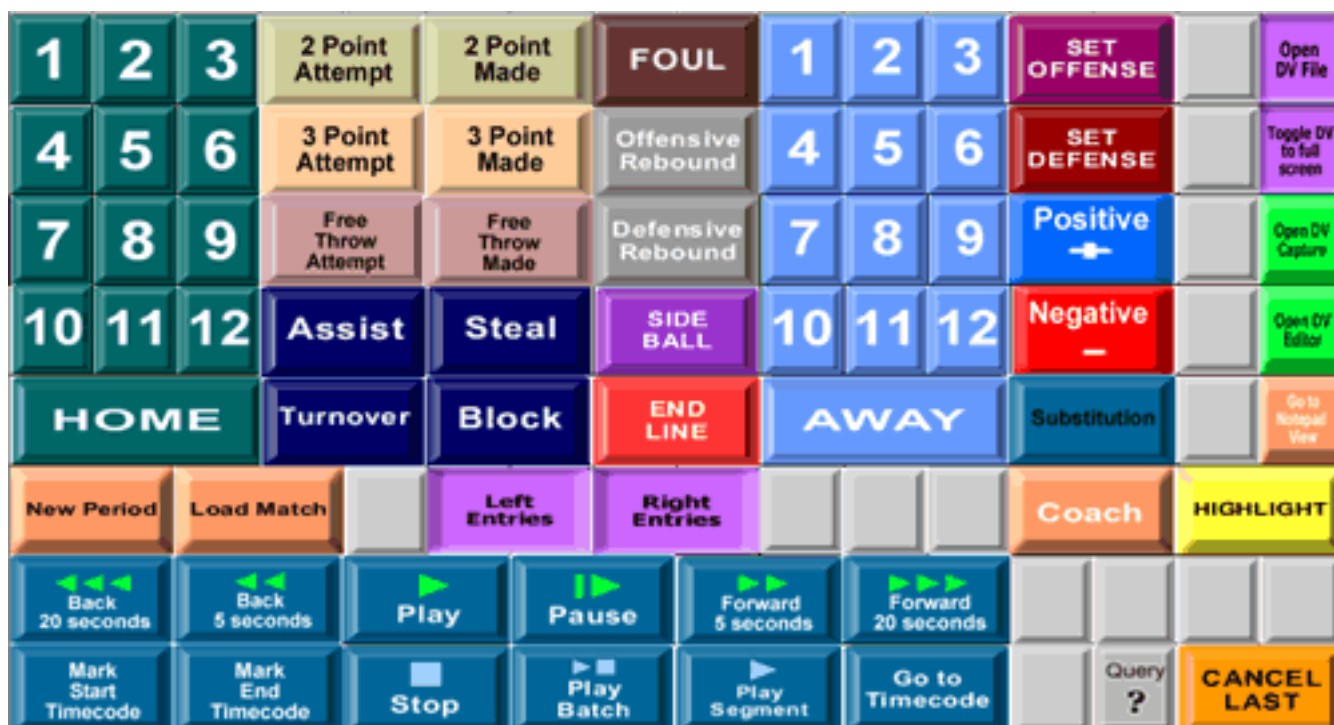 1 2 3 2 Point Attempt 2 Point Made FOUL 1 2 3 SET OFFENSE Open DV File
4 5 6 3 Point Attempt 3 Point Made Offensive Rebound 4 5 6 SET DEFENSE Toggle DV to full screen
7 8 9 Free Throw Attempt Free Throw Made Defensive Rebound 7 8 9 Positive + Open DV Capture
10 11 12 Assist Steal SIDE BALL 10 11 12 Negative - Open DV Editor
HOME Turnover Block END LINE AWAY Substitution Go to Notepad View
New Period Load Match Left Entries Right Entries Coach HIGHLIGHT
Back 20 seconds Back 5 seconds Play Pause Forward 5 seconds Forward 20 seconds
Mark Start Timecode Mark End Timecode Stop Play Batch Play Segment Go to Timecode Query ? CANCEL LAST